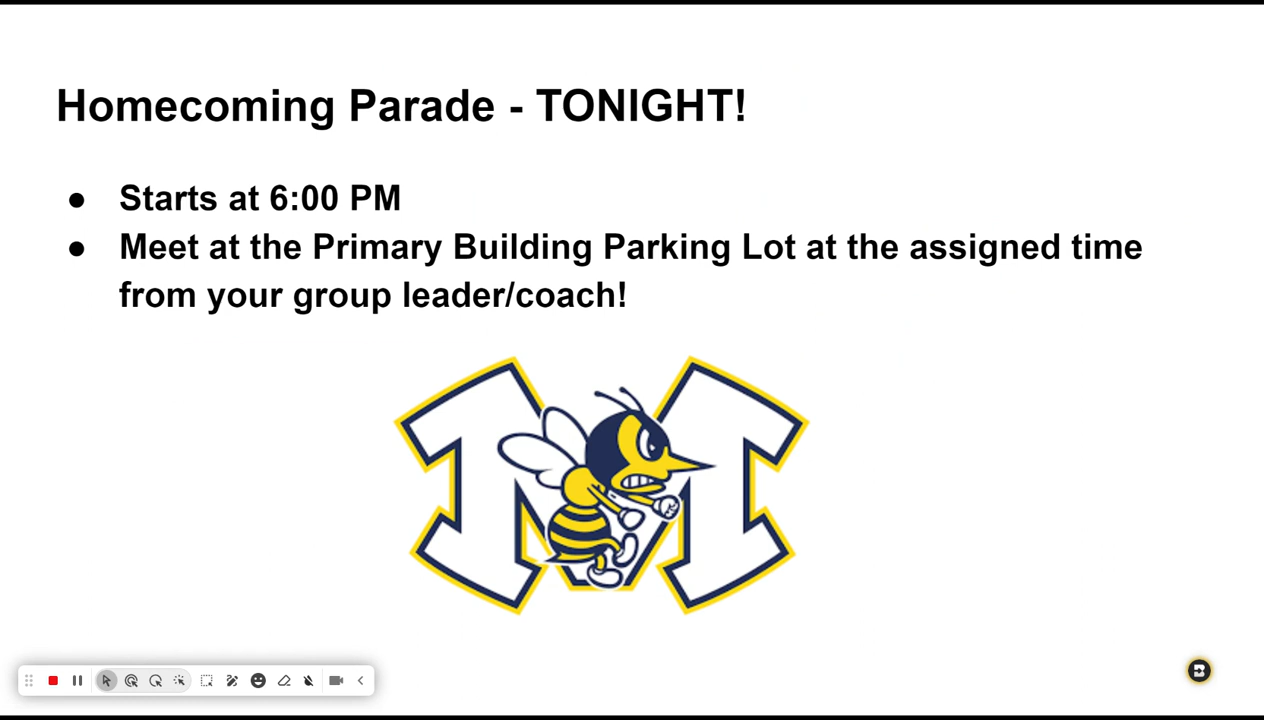 Homecoming Parade - TONIGHT!
● Starts at 6:00 PM
● Meet at the Primary Building Parking Lot at the assigned time
from your group leader/coach!
M